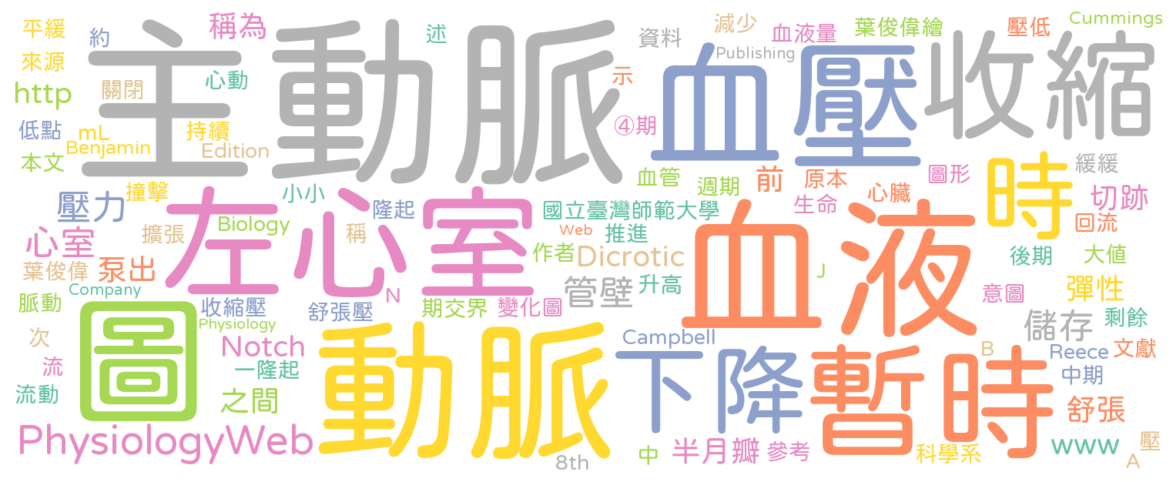 平緩
約
稱為
述
資料
減少
血液量
葉俊偉繪
壓低
Cummings
來源
心動
主動脈
血壓
Publishing
收縮
http
關閉
示
低點
mL
持續
④期
Benjamin
Edition
本文
撞擊
小小
血管
週期
前
原本
心臟
圖形
時
緩緩
切跡
壓力
左心室
隆起
國立臺灣師範大學
生命
血液
回流
心室
擴張
Biology
稱
Web
推進
作者
Dicrotic
後期
大值
葉俊偉
泵出
Company
N
管壁
升高
J
意圖
彈性
脈動
收縮壓
舒張壓
期交界
變化圖
儲存
剩餘
Physiology
圖
次
Notch
動脈
Campbell
下降
暫時
B
Reece
文獻
流
一隆起
中期
流動
之間
舒張
PhysiologyWeb
8th
中
半月瓣
參考
科學系
www
壓
A